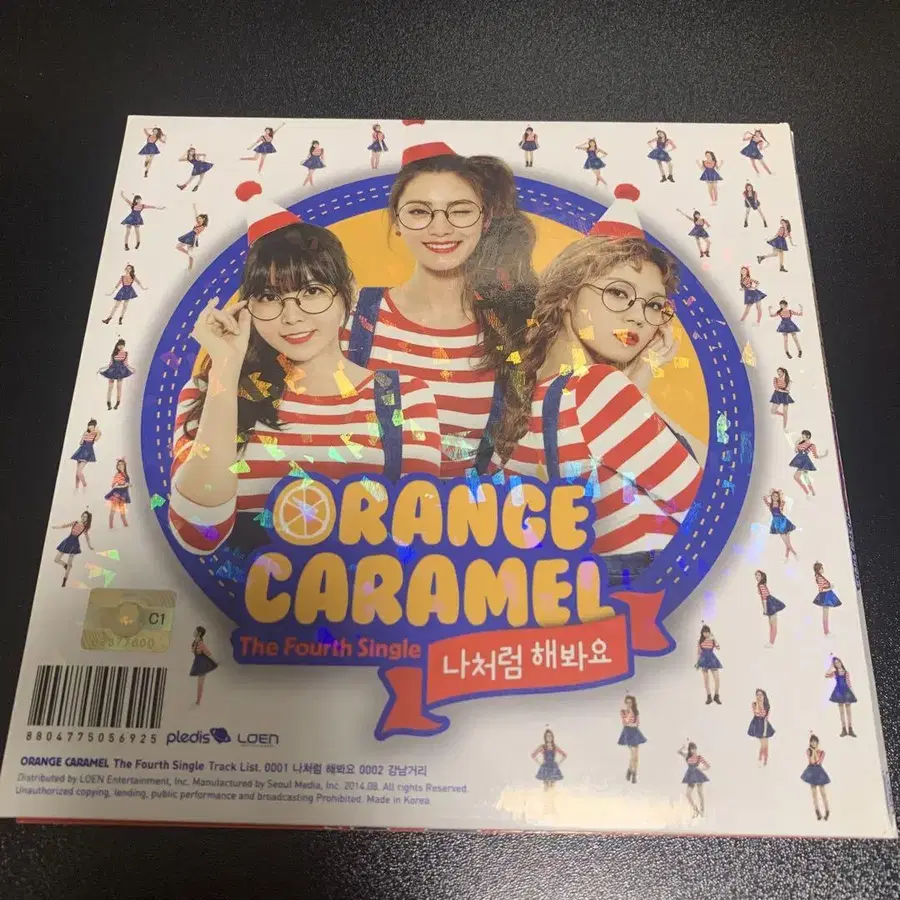 ORANGE
CARAMEL
The Fourth Single
나처럼 해봐요
C1
8804775056925
pledis LOEN
ORANGE CARAMEL The Fourth Single Track List. 0001 나처럼 해봐요 0002 강남거리
Distributed by LOEN Entertainment, Inc. Manufactured by Seoul Media, Inc. 2014.08. All rights Reserved.
Unauthorized copying, lending, public performance and broadcasting Prohibited. Made in Korea